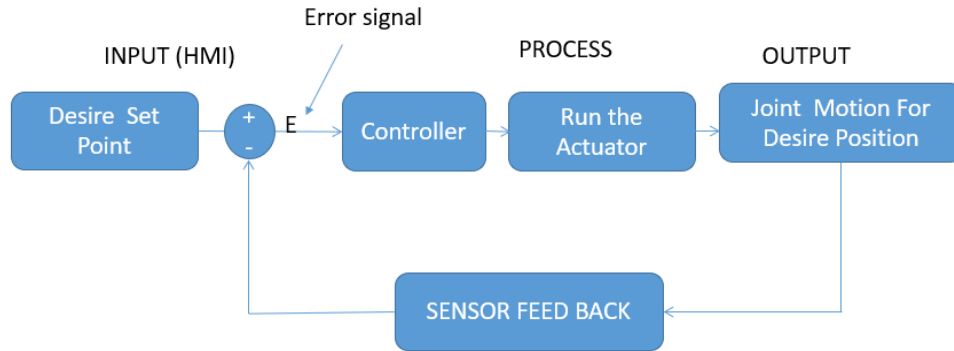 Error signal
INPUT (HMI)
PROCESS
OUTPUT
Desire Set
Point
+
-
E
Controller
Run the
Actuator
Joint Motion For
Desire Position
SENSOR FEED BACK